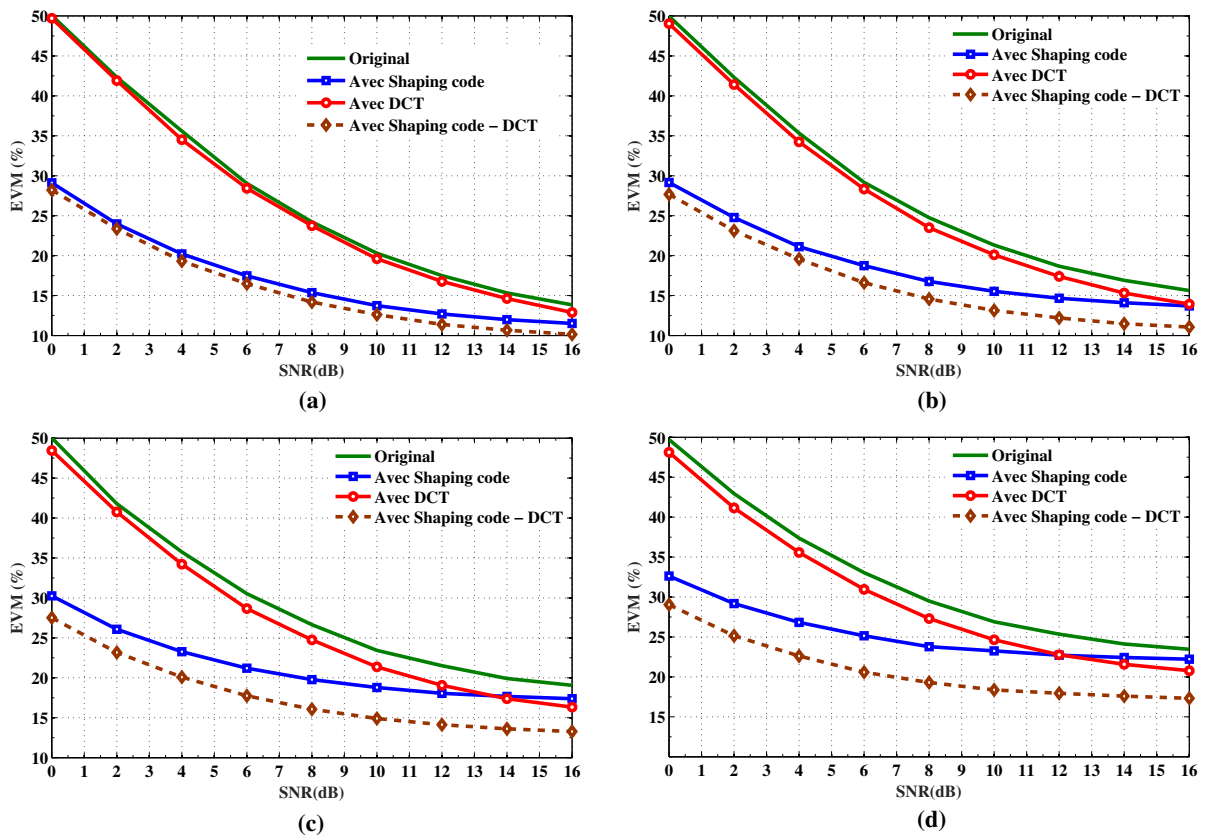 50
45
40
35
30
25
20
15
10
EVM (%)
Original
Avec Shaping code
Avec DCT
Avec Shaping code – DCT
0 1 2 3 4 5 6 7 8 9 10 11 12 13 14 15 16
SNR(dB)
(a)
50
45
40
35
30
25
20
15
10
EVM (%)
Original
Avec Shaping code
Avec DCT
Avec Shaping code – DCT
0 1 2 3 4 5 6 7 8 9 10 11 12 13 14 15 16
SNR(dB)
(b)
50
45
40
35
30
25
20
15
10
EVM (%)
Original
Avec Shaping code
Avec DCT
Avec Shaping code – DCT
0 1 2 3 4 5 6 7 8 9 10 11 12 13 14 15 16
SNR(dB)
(c)
50
45
40
35
30
25
20
15
EVM (%)
Original
Avec Shaping code
Avec DCT
Avec Shaping code – DCT
0 1 2 3 4 5 6 7 8 9 10 11 12 13 14 15 16
SNR(dB)
(d)